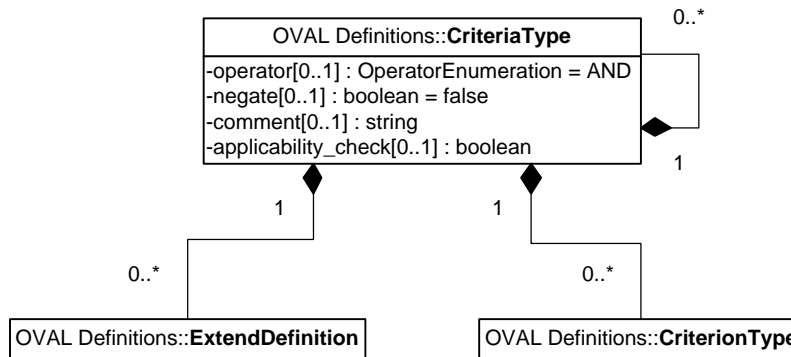 0..*
OVAL Definitions::CriteriaType
-operator[0..1] : OperatorEnumeration = AND
-negate[0..1] : boolean = false
-comment[0..1] : string
-applicability_check[0..1] : boolean
1
1
1
0..*
0..*
OVAL Definitions::ExtendDefinition
OVAL Definitions::CriterionType